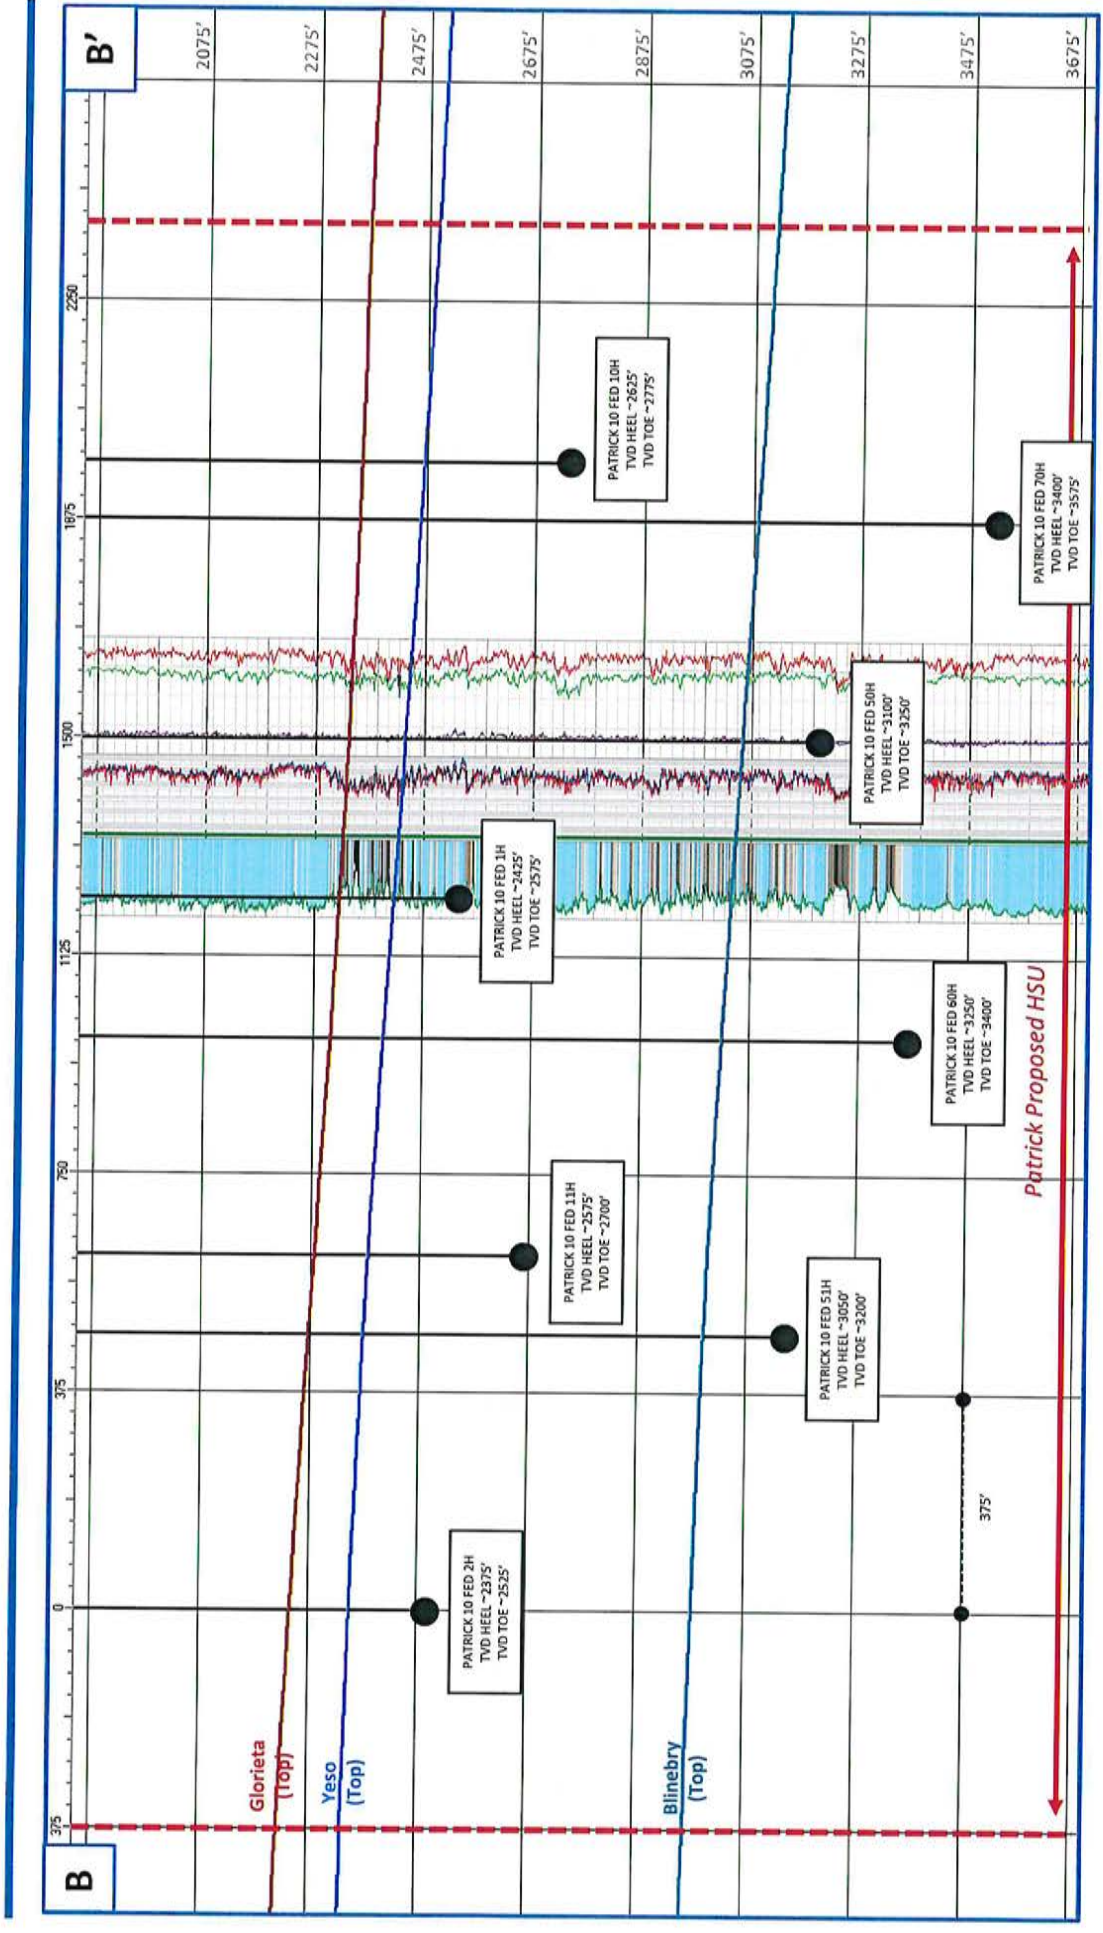 B
B'
375
0
375
750
1125
1500
1875
2250
2075'
2275'
2475'
2675'
2875'
3075'
3275'
3475'
3675'
Glorieta
(Top)
Yeso
(Top)
Blinebry
(Top)
PATRICK 10 FED 2H
TVD HEEL ~2375'
TVD TOE ~2525'
PATRICK 10 FED 51H
TVD HEEL ~3050'
TVD TOE ~3200'
PATRICK 10 FED 11H
TVD HEEL ~2575'
TVD TOE ~2700'
PATRICK 10 FED 60H
TVD HEEL ~3250'
TVD TOE ~3400'
PATRICK 10 FED 1H
TVD HEEL ~2425'
TVD TOE ~2575'
PATRICK 10 FED 50H
TVD HEEL ~3100'
TVD TOE ~3250'
PATRICK 10 FED 70H
TVD HEEL ~3400'
TVD TOE ~3575'
PATRICK 10 FED 10H
TVD HEEL ~2625'
TVD TOE ~2775'
375'
Patrick Proposed HSU